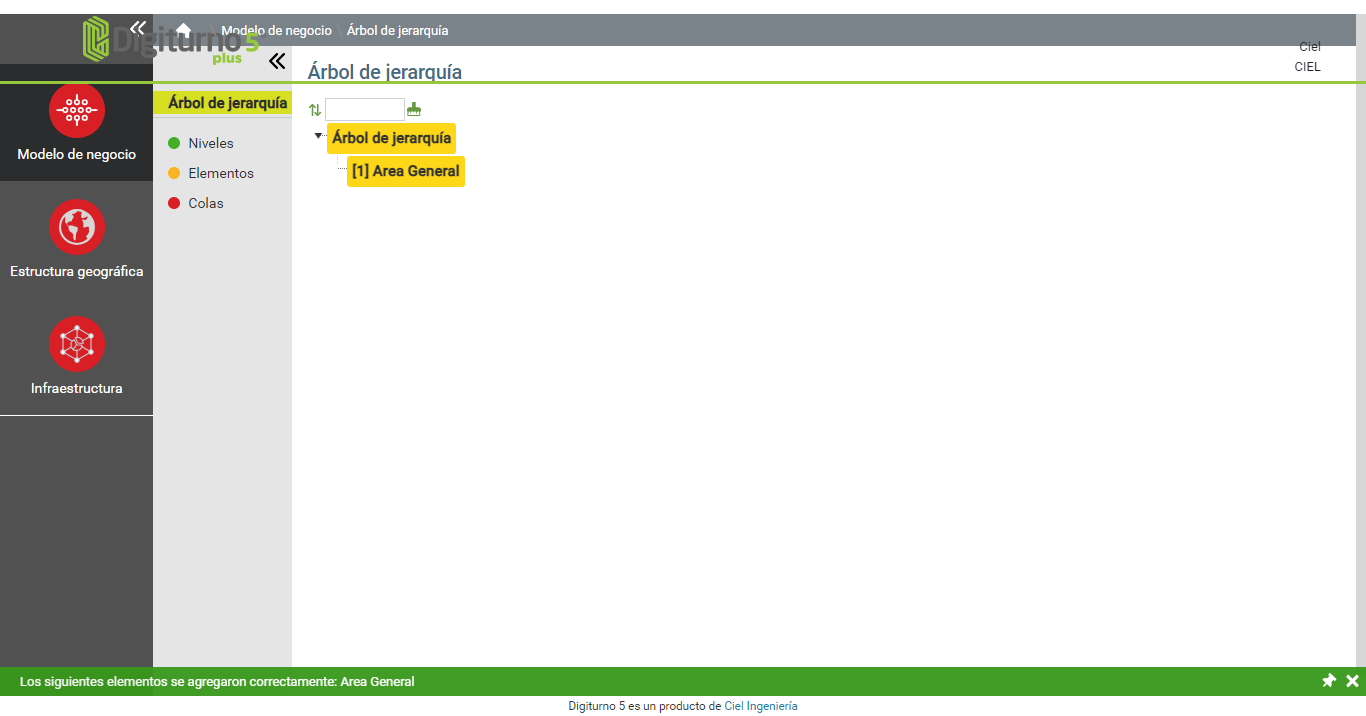 Digiturno 5
plus
Modelo de negocio Árbol de jerarquía
Ciel
CIEL
Modelo de negocio
Estructura geográfica
Infraestructura
Árbol de jerarquía
Niveles
Elementos
Colas
Árbol de jerarquía
Árbol de jerarquía
[1] Area General
Los siguientes elementos se agregaron correctamente: Area General
Digiturno 5 es un producto de Ciel Ingeniería